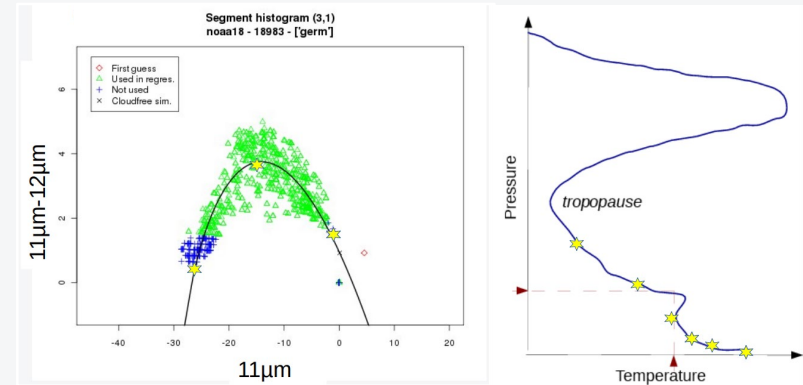 Segment histogram (3,1)
noaa18 - 18983 - ['germ']
First guess
Used in regres.
Not used
Cloudfree sim.
11µm-12µm
6
4
2
0
-40
-30
-20
-10
0
10
20
11µm
Pressure
tropopause
Temperature